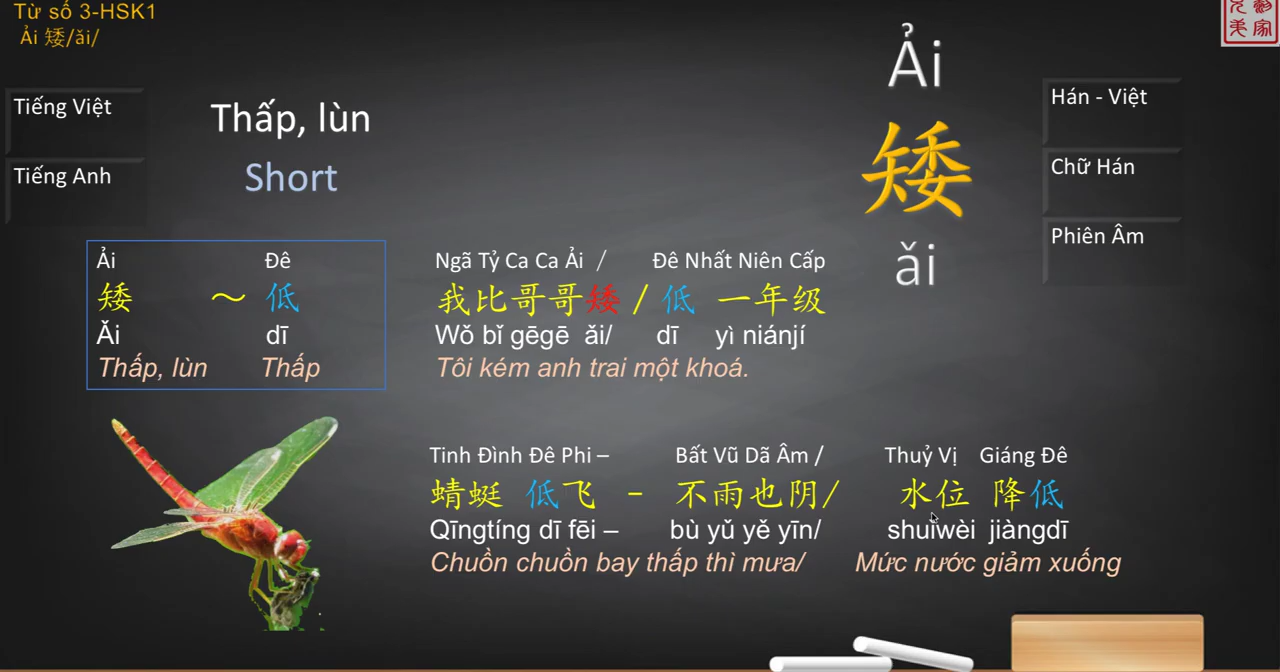 Từ số 3-HSK1
Ải 矮/ǎi/
Tiếng Việt
Thấp, lùn
Tiếng Anh
Short
Ải
矮
ǎi
Hán - Việt
Chữ Hán
Phiên Âm
Ải Đê
矮 ～ 低
Ǎi dī
Thấp, lùn Thấp
Ngã Tỷ Ca Ca Ải / Đê Nhất Niên Cấp
我比哥哥矮 / 低 一年级
Wǒ bǐ gēgē ǎi/ dī yì niánjí
Tôi kém anh trai một khoá.
Tinh Đình Đê Phi – Bất Vũ Dã Âm / Thuỷ Vị Giáng Đê
蜻蜓 低飞 - 不雨也阴/ 水位 降低
Qīngtíng dī fēi – bù yǔ yě yīn/ shuǐwèi jiàngdī
Chuồn chuồn bay thấp thì mưa/ Mức nước giảm xuống